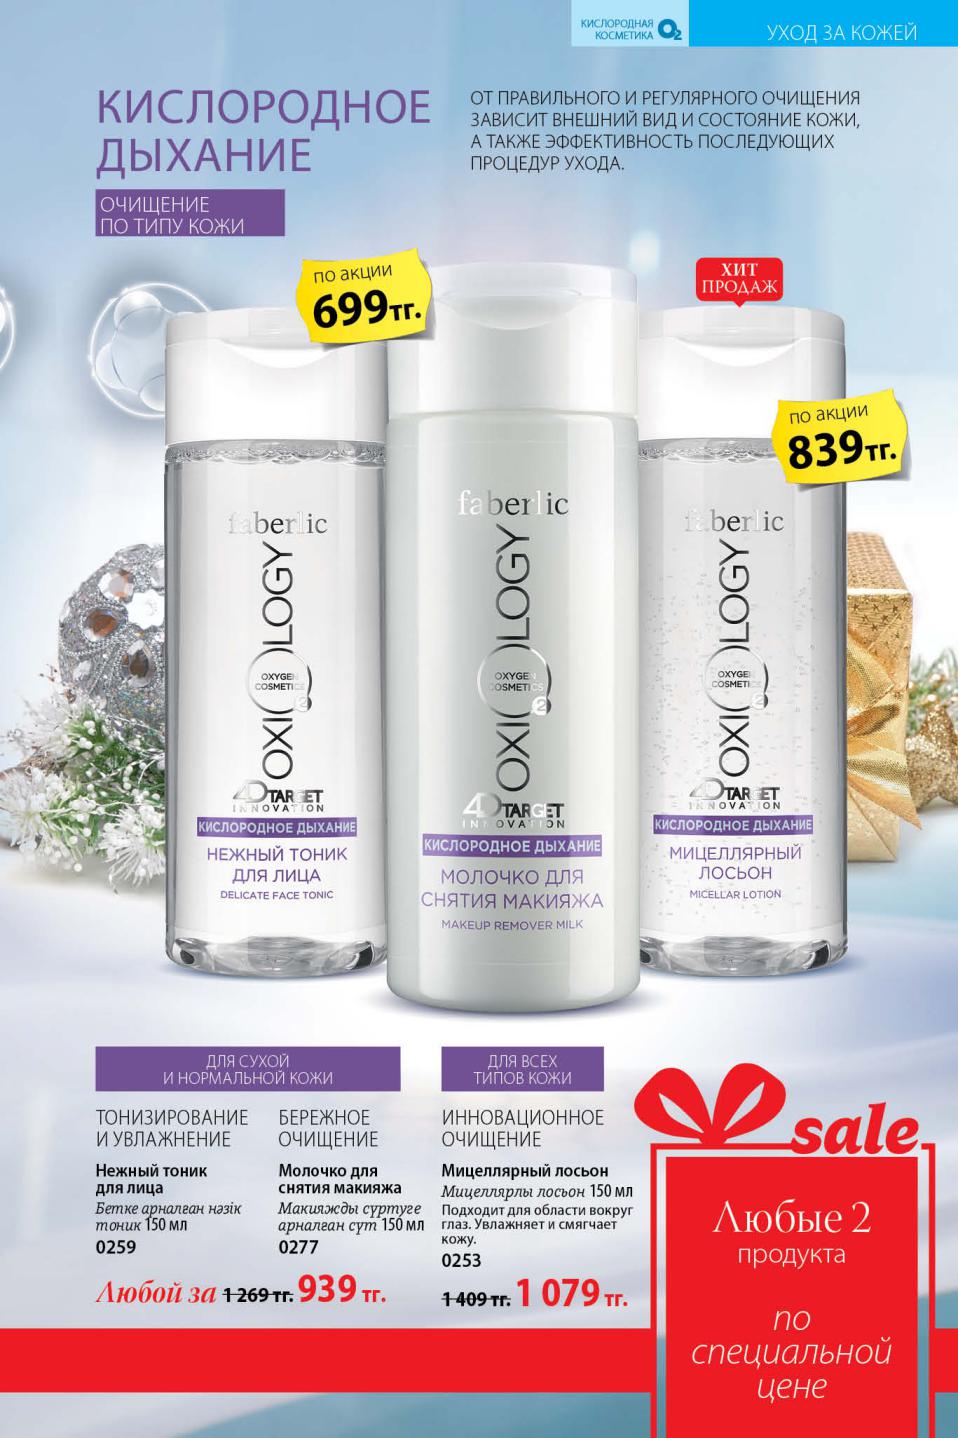 КИСЛОРОДНАЯ
КОСМЕТИКА O2
УХОД ЗА КОЖЕЙ
КИСЛОРОДНОЕ
ДЫХАНИЕ
ОЧИЩЕНИЕ
ПО ТИПУ КОЖИ
ОТ ПРАВИЛЬНОГО И РЕГУЛЯРНОГО ОЧИЩЕНИЯ
ЗАВИСИТ ВНЕШНИЙ ВИД И СОСТОЯНИЕ КОЖИ,
А ТАКЖЕ ЭФФЕКТИВНОСТЬ ПОСЛЕДУЮЩИХ
ПРОЦЕДУР УХОДА.
по акции
699тг.
ХИТ
ПРОДАЖ
по акции
839тг.
faberlic
OXIOLOGY
OXYGEN
COSMETICS
2
4D TARGET
INNOVATION
КИСЛОРОДНОЕ ДЫХАНИЕ
НЕЖНЫЙ ТОНИК
ДЛЯ ЛИЦА
DELICATE FACE TONIC
faberlic
OXIOLOGY
OXYGEN
COSMETICS
2
4D TARGET
INNOVATION
КИСЛОРОДНОЕ ДЫХАНИЕ
МОЛОЧКО ДЛЯ
СНЯТИЯ МАКИЯЖА
MAKEUP REMOVER MILK
faberlic
OXIOLOGY
OXYGEN
COSMETICS
2
4D TARGET
INNOVATION
КИСЛОРОДНОЕ ДЫХАНИЕ
МИЦЕЛЛЯРНЫЙ
ЛОСЬОН
MICELLAR LOTION
ДЛЯ СУХОЙ
И НОРМАЛЬНОЙ КОЖИ
ТОНИЗИРОВАНИЕ
И УВЛАЖНЕНИЕ
Нежный тоник
для лица
Бетке арналған нәзік
тоник 150 мл
0259
БЕРЕЖНОЕ
ОЧИЩЕНИЕ
Молочко для
снятия макияжа
Макияжды сүртуге
арналған сүт 150 мл
0277
Любой за 1 269 тг. 939 тг.
ДЛЯ ВСЕХ
ТИПОВ КОЖИ
ИННОВАЦИОННОЕ
ОЧИЩЕНИЕ
Мицеллярный лосьон
Мицеллярлы лосьон 150 мл
Подходит для области вокруг
глаз. Увлажняет и смягчает
кожу.
0253
1 409 тг. 1 079 тг.
sale
Любые 2
продукта
по
специальной
цене